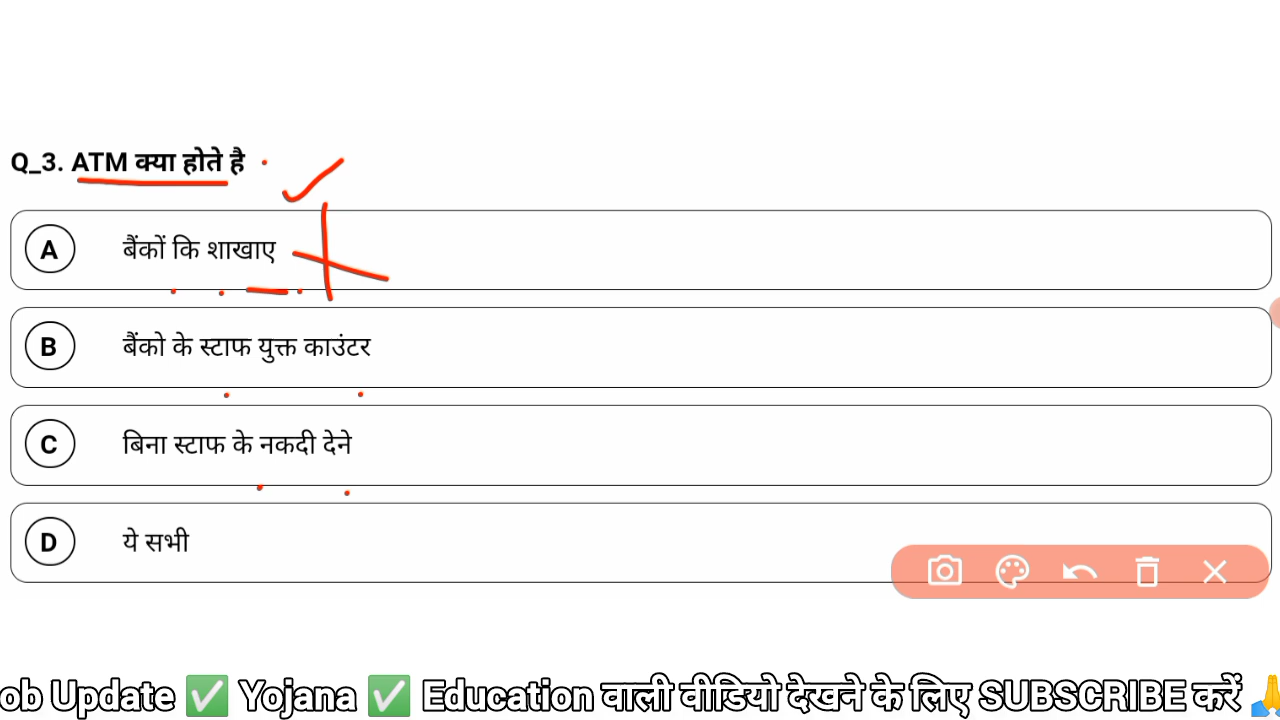 Q_3. ATM क्या होते है
A बैंकों कि शाखाए
B बैंको के स्टाफ युक्त काउंटर
C बिना स्टाफ के नकदी देने
D ये सभी
ob Update ✅ Yojana ✅ Education वाली वीडियो देखने के लिए SUBSCRIBE करें 🙏